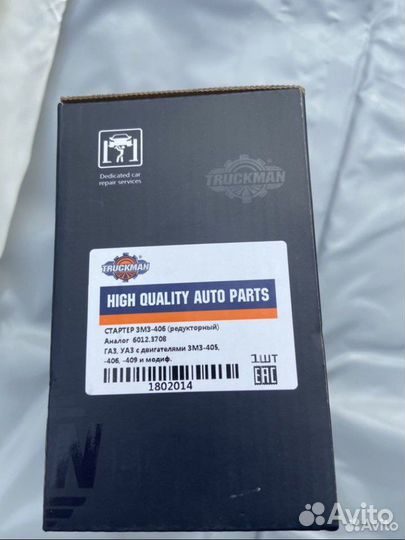 Dedicated car
repair services
TRUCKMAN
TRUCKMAN
HIGH QUALITY AUTO PARTS
СТАРТЕР ЗМЗ-406 (редукторный)
Аналог 6012.3708
ГАЗ, УАЗ с двигателями ЗМЗ-405,
-406, -409 и модиф.
1шт
1802014
EAC
N
Avito
Avito